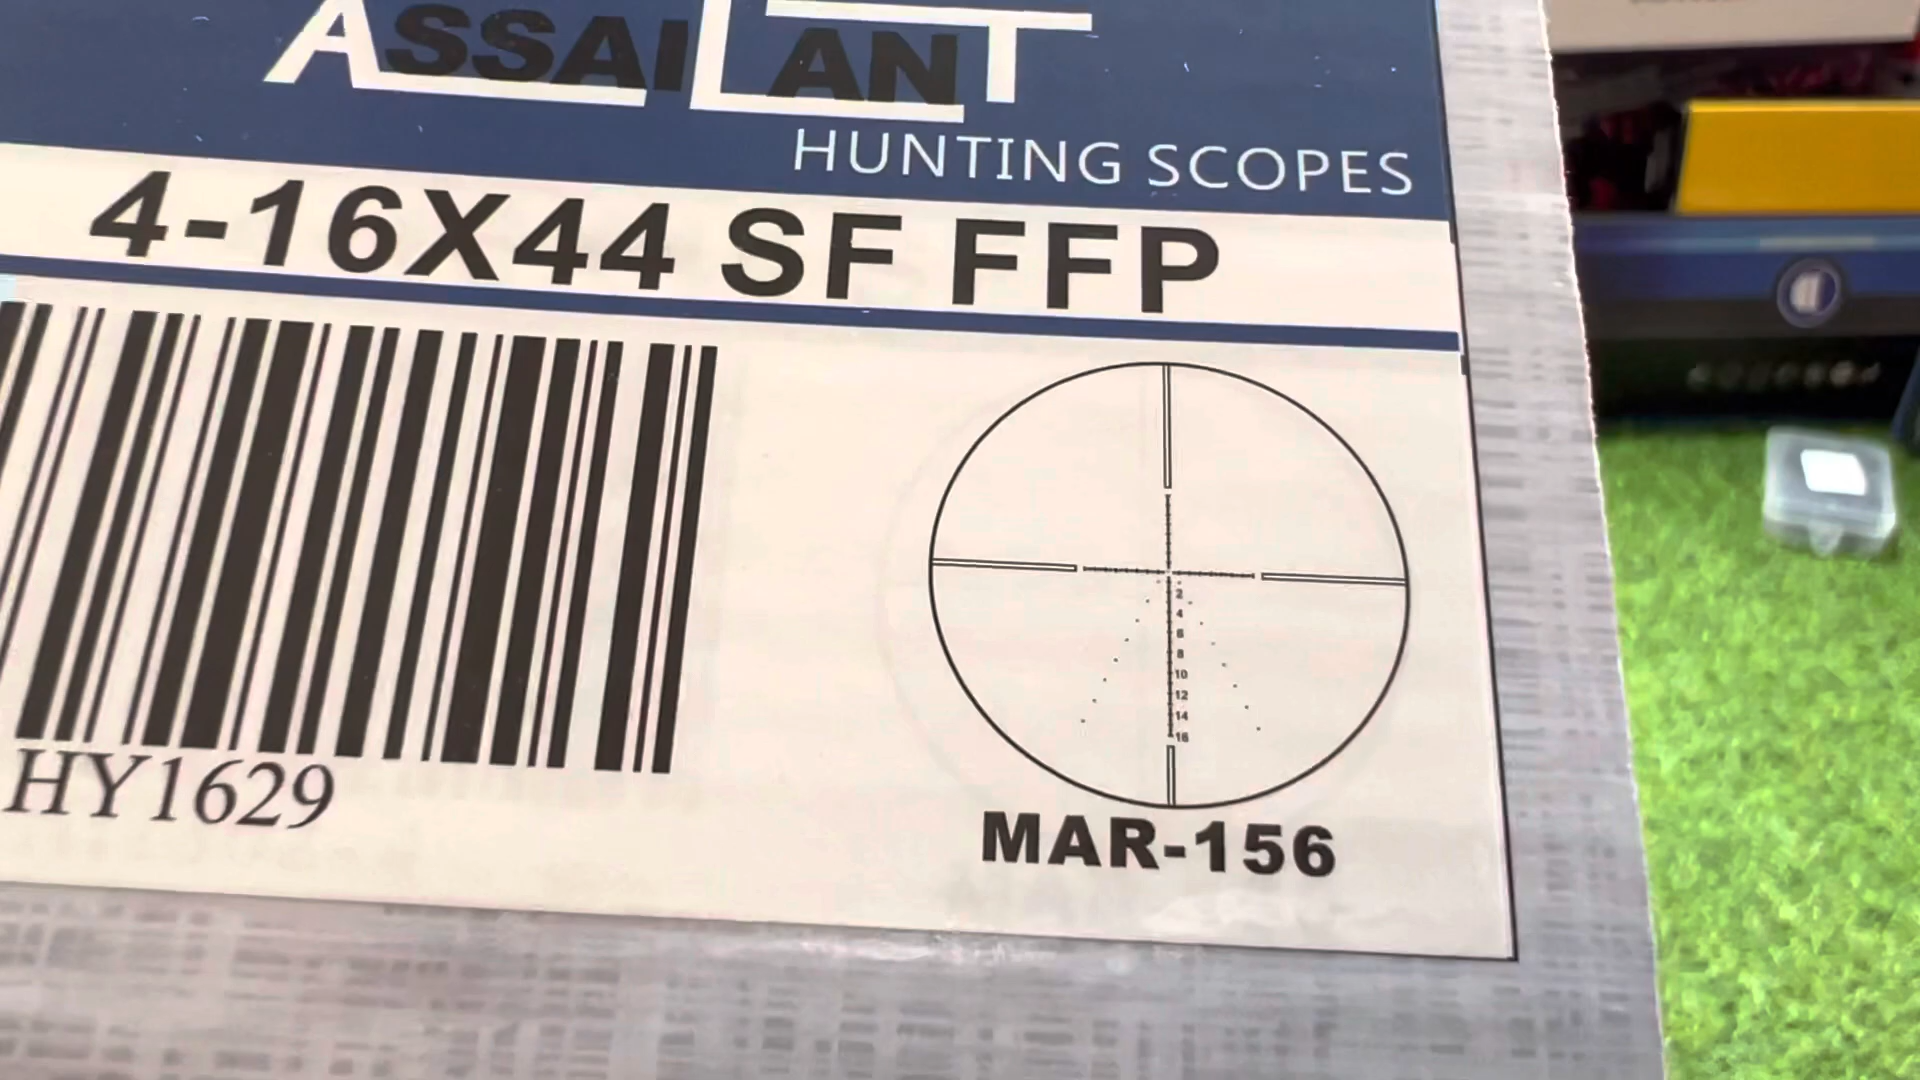 ASSAILANT
HUNTING SCOPES
4-16X44 SF FFP
2
4
6
8
10
12
14
16
HY1629
MAR-156